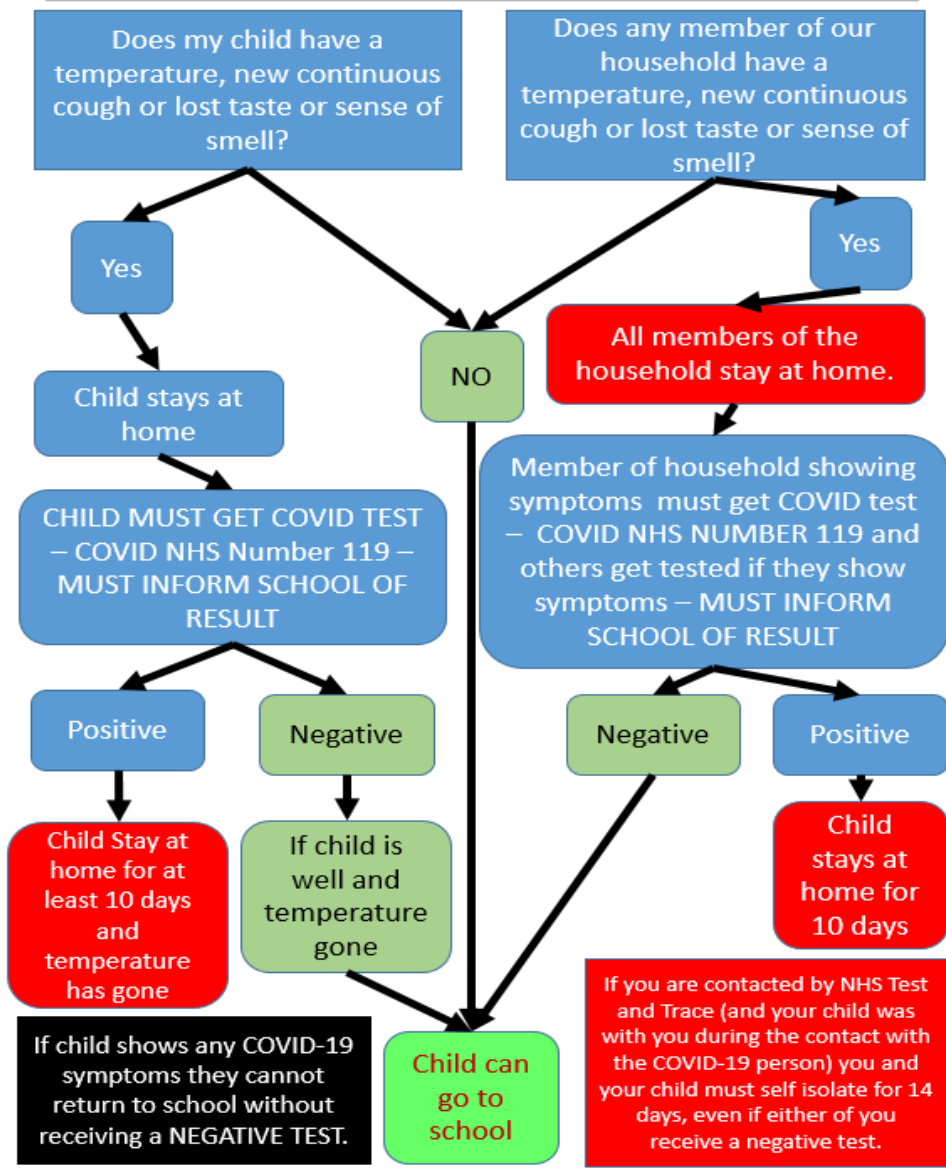 Does my child have a
temperature, new continuous
cough or lost taste or sense of
smell?
Does any member of our
household have a
temperature, new continuous
cough or lost taste or sense of
smell?
Yes
Yes
NO
All members of the
household stay at home.
Child stays at
home
Member of household showing
symptoms must get COVID test
– COVID NHS NUMBER 119 and
others get tested if they show
symptoms – MUST INFORM
SCHOOL OF RESULT
CHILD MUST GET COVID TEST
– COVID NHS Number 119 –
MUST INFORM SCHOOL OF
RESULT
Positive
Negative
Negative
Positive
Child Stay at
home for at
least 10 days
and
temperature
has gone
If child is
well and
temperature
gone
Child
stays at
home for
10 days
If child shows any COVID-19
symptoms they cannot
return to school without
receiving a NEGATIVE TEST.
Child can
go to
school
If you are contacted by NHS Test
and Trace (and your child was
with you during the contact with
the COVID-19 person) you and
your child must self isolate for 14
days, even if either of you
receive a negative test.